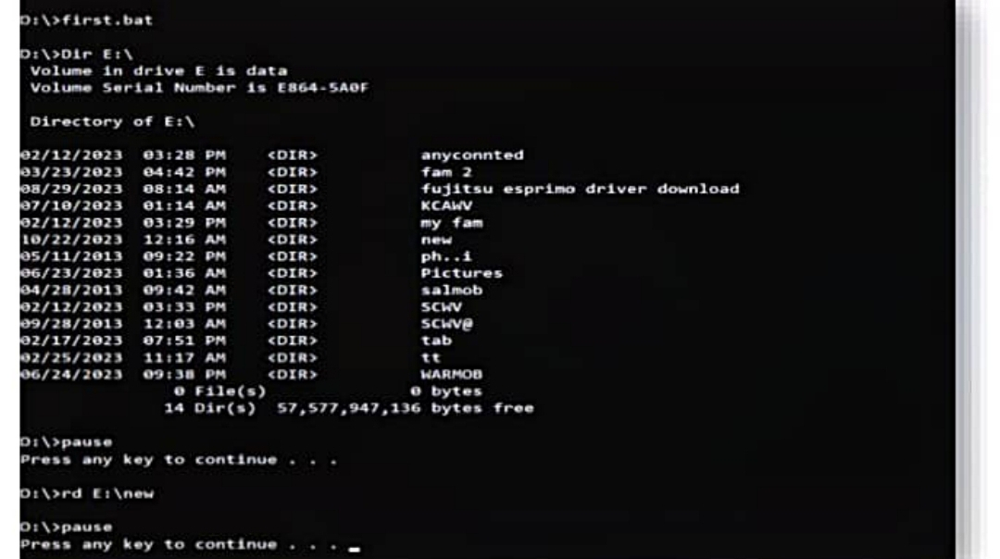 D:\>first.bat
D:\>Dir E:\
Volume in drive E is data
Volume Serial Number is E864-5A0F
Directory of E:\
02/12/2023 03:28 PM <DIR> anyconnted
03/23/2023 04:42 PM <DIR> fam 2
08/29/2023 08:14 AM <DIR> fujitsu esprimo driver download
07/10/2023 01:14 AM <DIR> KCAWV
02/12/2023 03:29 PM <DIR> my fam
10/22/2023 12:16 AM <DIR> new
05/11/2013 09:22 PM <DIR> ph..i
06/23/2023 01:36 AM <DIR> Pictures
04/28/2013 09:42 AM <DIR> salmob
02/12/2023 03:33 PM <DIR> SCWV
09/28/2013 12:03 AM <DIR> SCWV@
02/17/2023 07:51 PM <DIR> tab
02/25/2023 11:17 AM <DIR> tt
06/24/2023 09:38 PM <DIR> WARMOB
0 File(s) 0 bytes
14 Dir(s) 57,577,947,136 bytes free
D:\>pause
Press any key to continue . . .
D:\>rd E:\new
D:\>pause
Press any key to continue . . .